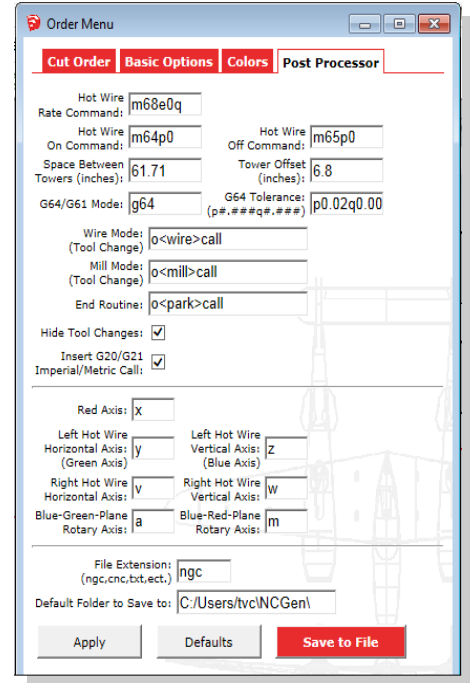 Order Menu
Cut Order Basic Options Colors Post Processor
Hot Wire
Rate Command: m68e0q
Hot Wire
On Command: m64p0
Hot Wire
Off Command: m65p0
Space Between
Towers (inches): 61.71
Tower Offset
(inches): 6.8
G64/G61 Mode: g64
G64 Tolerance:
(p#.###q#.###) p0.02q0.00
Wire Mode:
(Tool Change) o<wire>call
Mill Mode:
(Tool Change) o<mill>call
End Routine: o<park>call
Hide Tool Changes:
Insert G20/G21
Imperial/Metric Call:
Red Axis: x
Left Hot Wire
Horizontal Axis: y
(Green Axis)
Left Hot Wire
Vertical Axis: z
(Blue Axis)
Right Hot Wire
Horizontal Axis: v
Right Hot Wire
Vertical Axis: w
Blue-Green-Plane
Rotary Axis: a
Blue-Red-Plane
Rotary Axis: m
File Extension:
(ngc,cnc,txt,ect.) ngc
Default Folder to Save to: C:/Users/tvc/NCGen\
Apply Defaults Save to File